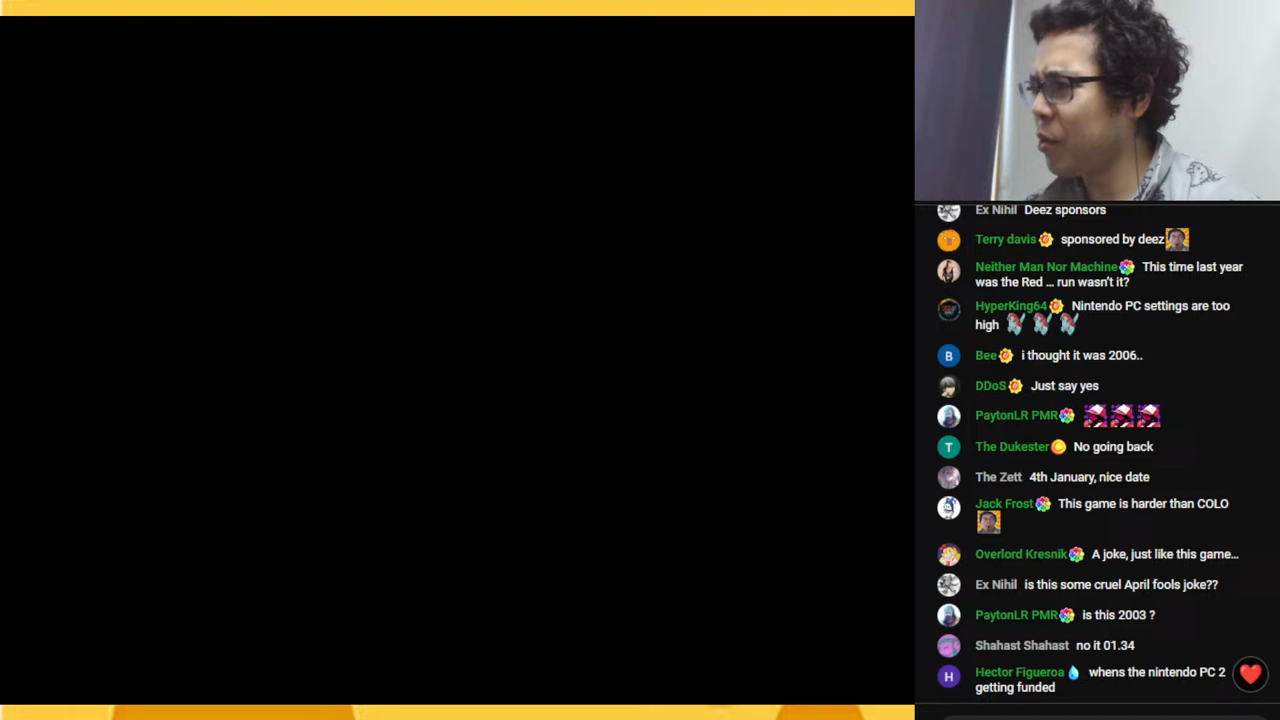 Ex Nihil Deez sponsors
Terry davis sponsored by deez
Neither Man Nor Machine This time last year
was the Red ... run wasn't it?
HyperKing64 Nintendo PC settings are too
high
Bee i thought it was 2006..
DDoS Just say yes
PaytonLR PMR
The Dukester No going back
The Zett 4th January, nice date
Jack Frost This game is harder than COLO
Overlord Kresnik A joke, just like this game...
Ex Nihil is this some cruel April fools joke??
PaytonLR PMR is this 2003 ?
Shahast Shahast no it 01.34
Hector Figueroa whens the nintendo PC 2
getting funded
B
T
H